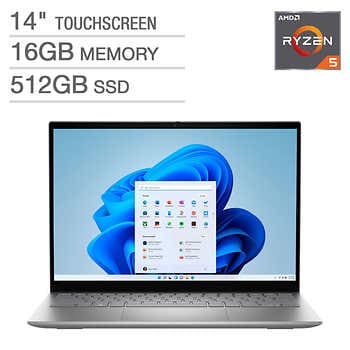 14" TOUCHSCREEN
16GB MEMORY
512GB SSD
AMD
RYZEN
5